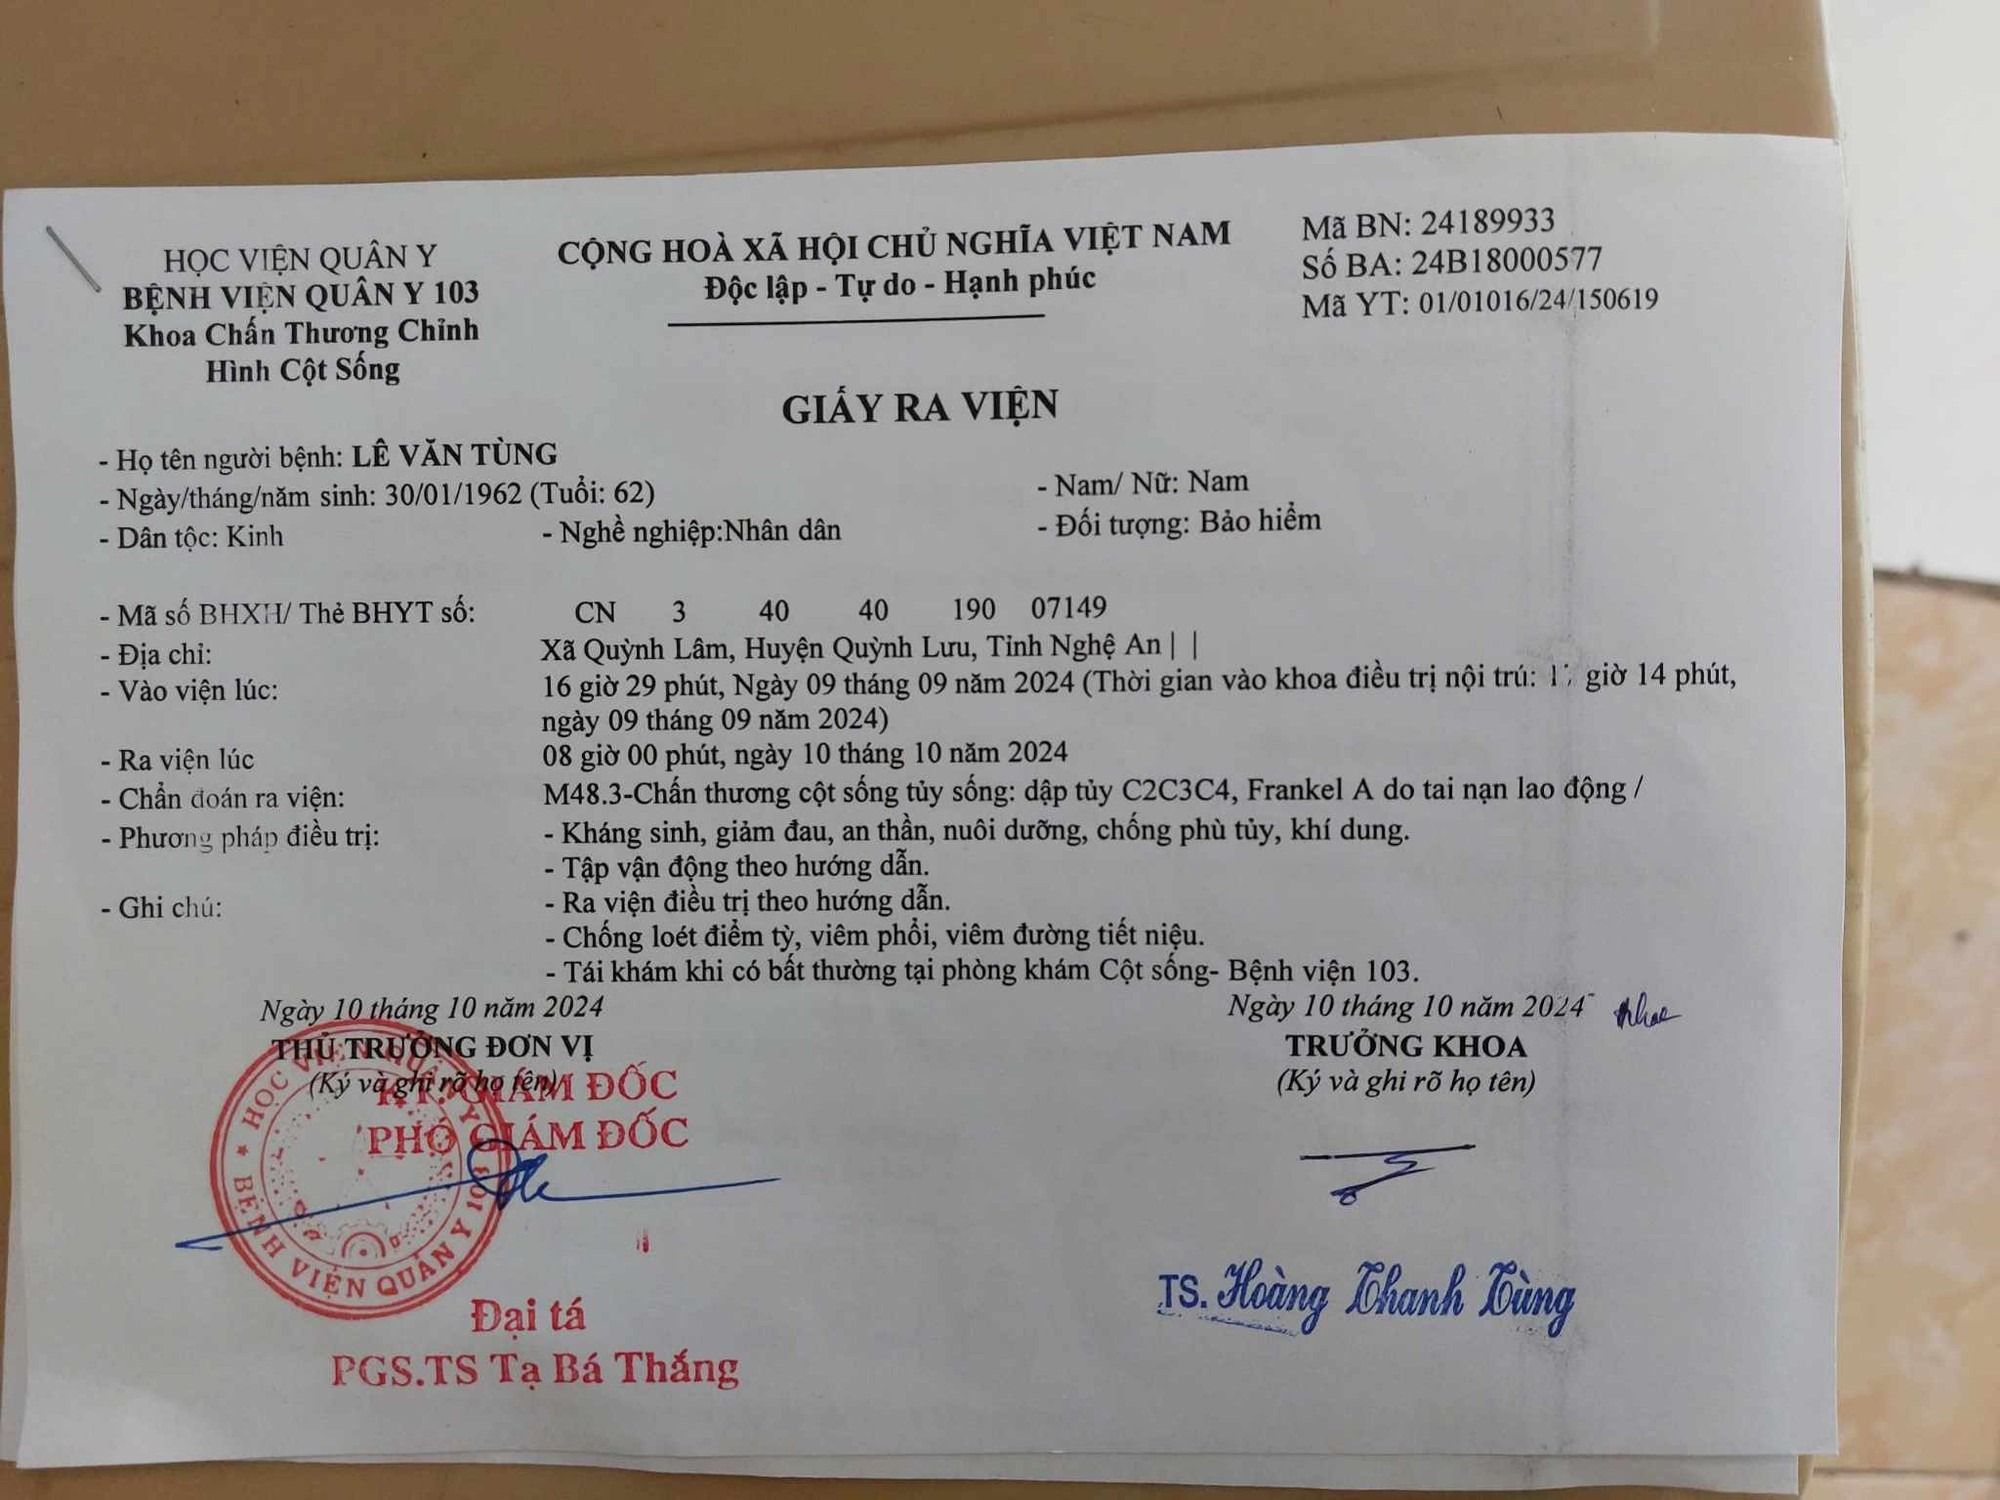 HỌC VIỆN QUÂN Y
BỆNH VIỆN QUÂN Y 103
Khoa Chấn Thương Chỉnh
Hình Cột Sống
CỘNG HOÀ XÃ HỘI CHỦ NGHĨA VIỆT NAM
Độc lập - Tự do - Hạnh phúc
Mã BN: 24189933
Số BA: 24B18000577
Mã YT: 01/01016/24/150619
GIẤY RA VIỆN
- Họ tên người bệnh: LÊ VĂN TÙNG
- Ngày/tháng/năm sinh: 30/01/1962 (Tuổi: 62) - Nam/ Nữ: Nam
- Dân tộc: Kinh - Nghề nghiệp:Nhân dân - Đối tượng: Bảo hiểm
- Mã số BHXH/ Thẻ BHYT số: CN 3 40 40 190 07149
- Địa chỉ: Xã Quỳnh Lâm, Huyện Quỳnh Lưu, Tỉnh Nghệ An | |
- Vào viện lúc: 16 giờ 29 phút, Ngày 09 tháng 09 năm 2024 (Thời gian vào khoa điều trị nội trú: giờ 14 phút,
ngày 09 tháng 09 năm 2024)
- Ra viện lúc 08 giờ 00 phút, ngày 10 tháng 10 năm 2024
- Chẩn đoán ra viện: M48.3-Chấn thương cột sống tủy sống: dập tủy C2C3C4, Frankel A do tai nạn lao động /
- Phương pháp điều trị: - Kháng sinh, giảm đau, an thần, nuôi dưỡng, chống phù tủy, khí dung.
- Tập vận động theo hướng dẫn.
- Ghi chú: - Ra viện điều trị theo hướng dẫn.
- Chống loét điểm tỳ, viêm phổi, viêm đường tiết niệu.
- Tái khám khi có bất thường tại phòng khám Cột sống- Bệnh viện 103.
Ngày 10 tháng 10 năm 2024
THỦ TRƯỞNG ĐƠN VỊ
(Ký và ghi rõ họ tên)
KT. GIÁM ĐỐC
PHÓ GIÁM ĐỐC
HỌC VIỆN QUÂN Y
BỆNH VIỆN QUÂN Y 103
Đại tá
PGS.TS Tạ Bá Thắng
Ngày 10 tháng 10 năm 2024
TRƯỞNG KHOA
(Ký và ghi rõ họ tên)
TS. Hoàng Thanh Tùng